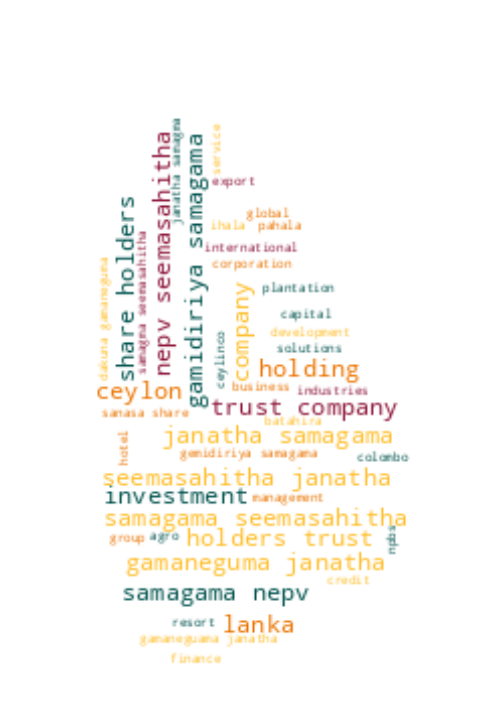 janatha samagma
service
nepv seemasahitha
gamidiriya samagama
export
share holders
global
ihala
pahala
samagma seemasahitha
international
dakuna gamaneguma
corporation
company
plantation
capital
development
ceylinco
solutions
holding
ceylon
business
industries
trust company
sanasa share
batahira
janatha samagama
hotel
gemidiriya samagama
colombo
seemasahitha janatha
investment
management
samagama seemasahitha
npbs
group
agro
holders trust
gamaneguma janatha
credit
samagama nepv
resort
lanka
gamaneguama janatha
finance